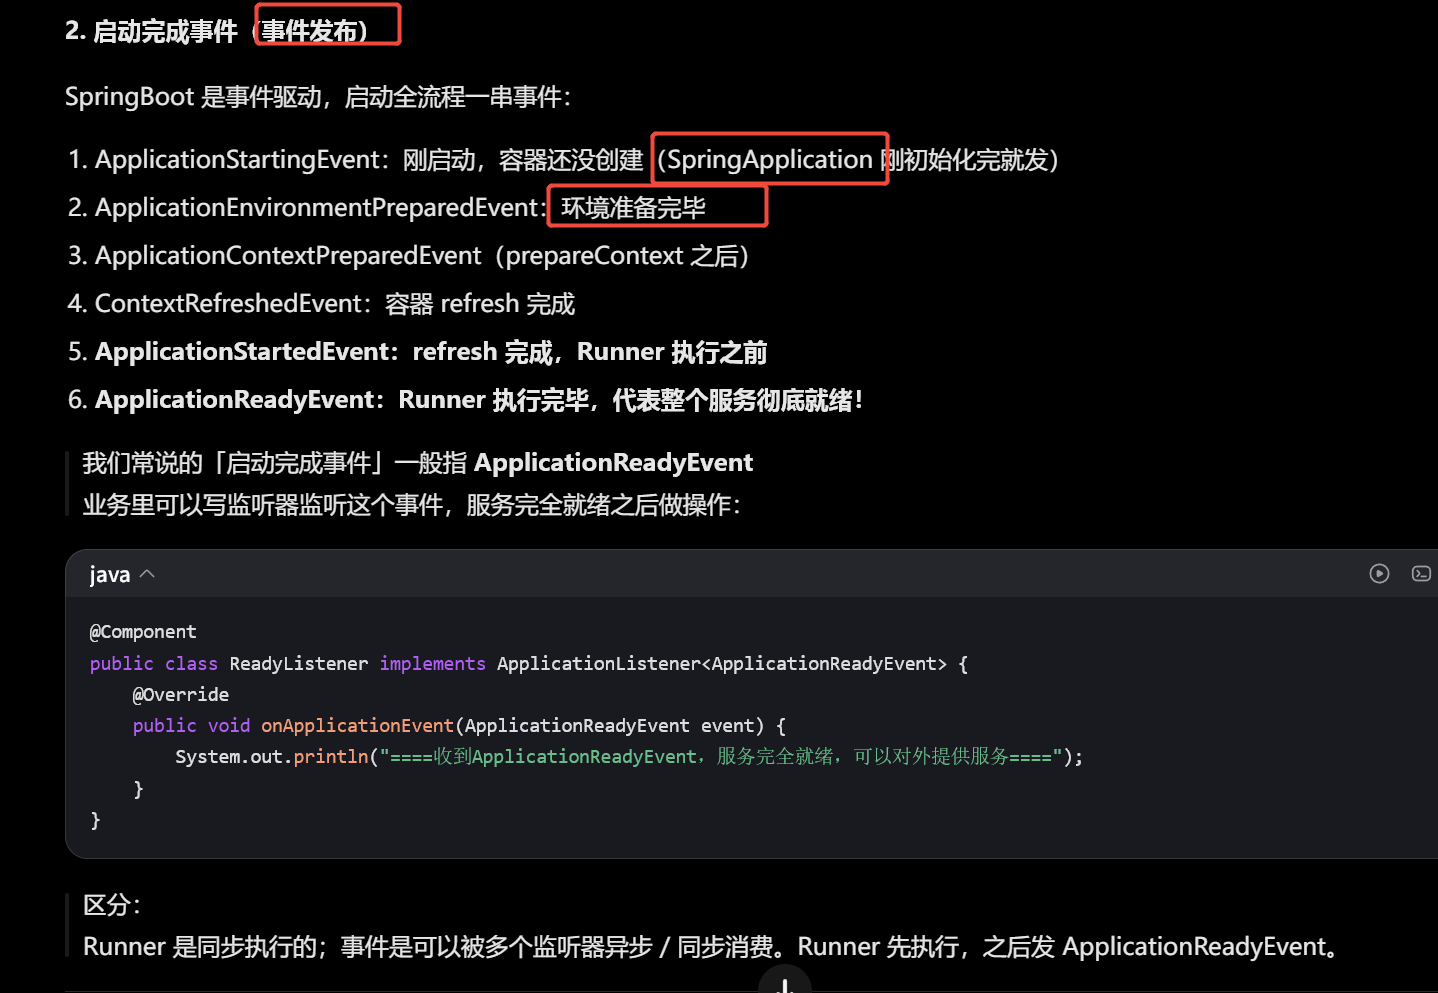 2. 启动完成事件（事件发布）
SpringBoot 是事件驱动，启动全流程一串事件：
1. ApplicationStartingEvent：刚启动，容器还没创建（SpringApplication 刚初始化完就发）
2. ApplicationEnvironmentPreparedEvent：环境准备完毕
3. ApplicationContextPreparedEvent（prepareContext 之后）
4. ContextRefreshedEvent：容器 refresh 完成
5. ApplicationStartedEvent：refresh 完成，Runner 执行之前
6. ApplicationReadyEvent：Runner 执行完毕，代表整个服务彻底就绪！
我们常说的「启动完成事件」一般指 ApplicationReadyEvent
业务里可以写监听器监听这个事件，服务完全就绪之后做操作：
java
@Component
public class ReadyListener implements ApplicationListener<ApplicationReadyEvent> {
    @Override
    public void onApplicationEvent(ApplicationReadyEvent event) {
        System.out.println("====收到ApplicationReadyEvent，服务完全就绪，可以对外提供服务====");
    }
}
区分：
Runner 是同步执行的；事件是可以被多个监听器异步 / 同步消费。Runner 先执行，之后发 ApplicationReadyEvent。